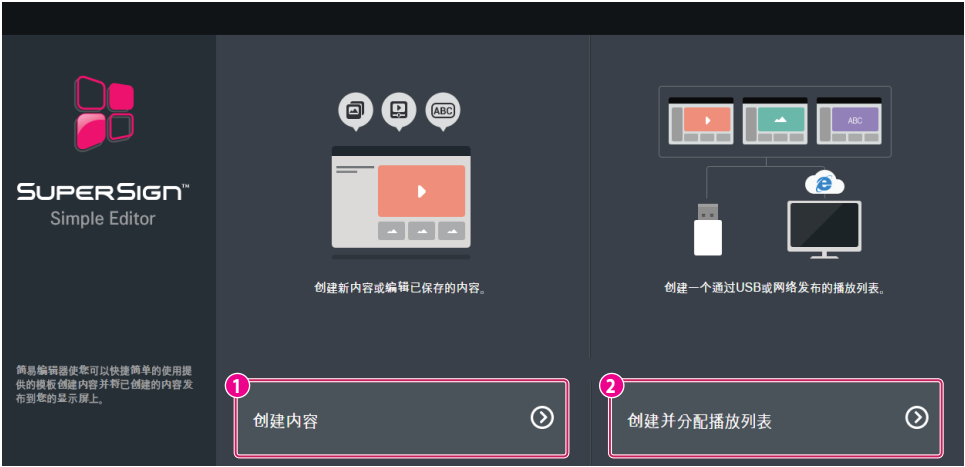 SUPERSIGN™
Simple Editor
简易编辑器使您可以快捷简单的使用提
供的模板创建内容并将已创建的内容发
布到您的显示屏上。
ABC
创建新内容或编辑已保存的内容。
1
创建内容
ABC
创建一个通过USB或网络发布的播放列表。
2
创建并分配播放列表